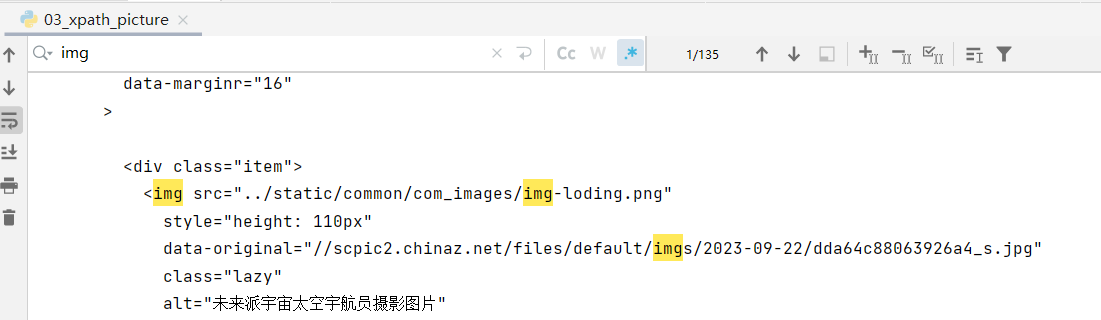 03_xpath_picture
img
Cc W .* 1/135
data-marginr="16"
>
<div class="item">
<img src="../static/common/com_images/img-loding.png"
style="height: 110px"
data-original="//scpic2.chinaz.net/files/default/imgs/2023-09-22/dda64c88063926a4_s.jpg"
class="lazy"
alt="未来派宇宙太空宇航员摄影图片"